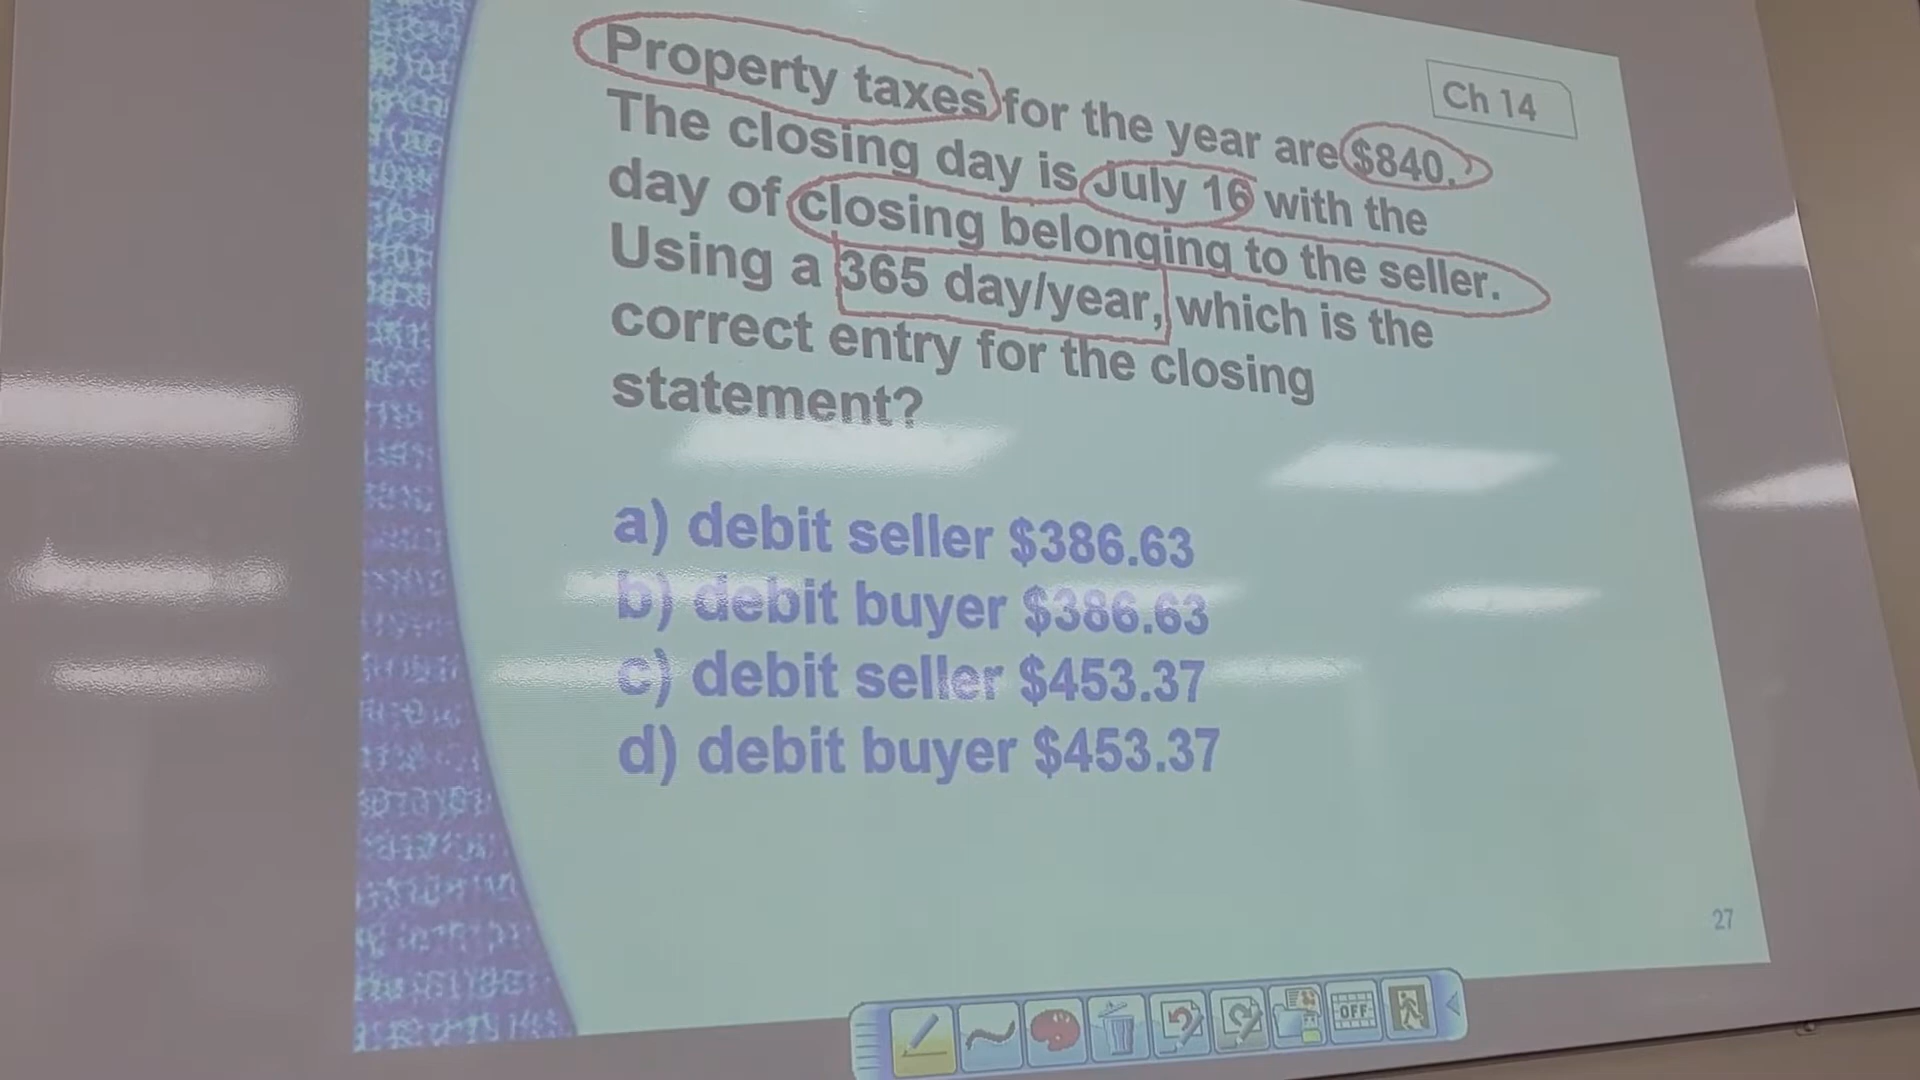 Property taxes for the year are $840.
Ch 14
The closing day is July 16 with the
day of closing belonging to the seller.
Using a 365 day/year, which is the
correct entry for the closing
statement?
a) debit seller $386.63
b) debit buyer $386.63
c) debit seller $453.37
d) debit buyer $453.37
27
OFF